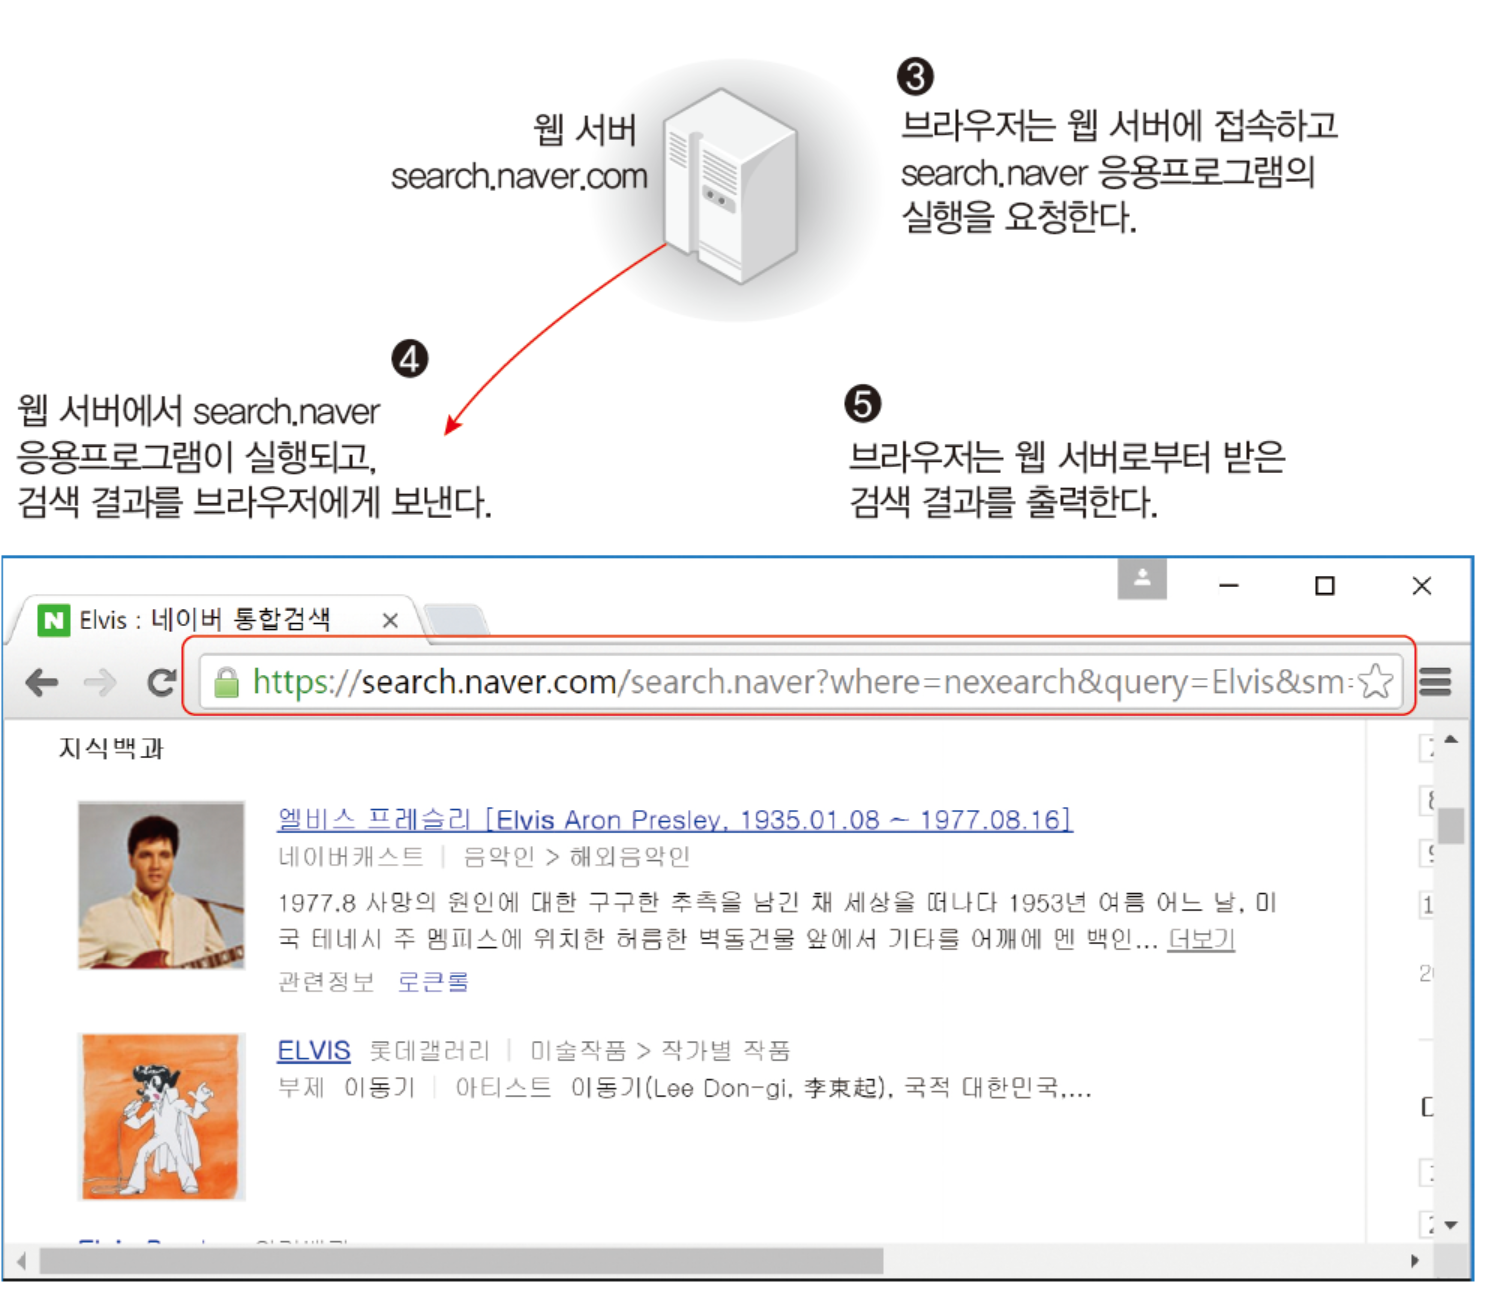 ❸
브라우저는 웹 서버에 접속하고
search.naver 응용프로그램의
실행을 요청한다.
웹 서버
search.naver.com
❹
웹 서버에서 search.naver
응용프로그램이 실행되고,
검색 결과를 브라우저에게 보낸다.
❺
브라우저는 웹 서버로부터 받은
검색 결과를 출력한다.
N Elvis : 네이버 통합검색
https://search.naver.com/search.naver?where=nexearch&query=Elvis&sm=
지식백과
엘비스 프레슬리 [Elvis Aron Presley, 1935.01.08 ~ 1977.08.16]
네이버캐스트 | 음악인 > 해외음악인
1977.8 사망의 원인에 대한 구구한 추측을 남긴 채 세상을 떠나다 1953년 여름 어느 날, 미
국 테네시 주 멤피스에 위치한 허름한 벽돌건물 앞에서 기타를 어깨에 멘 백인... 더보기
관련정보 로큰롤
ELVIS 롯데갤러리 | 미술작품 > 작가별 작품
부제 이동기 | 아티스트 이동기(Lee Don-gi, 李東起), 국적 대한민국,...